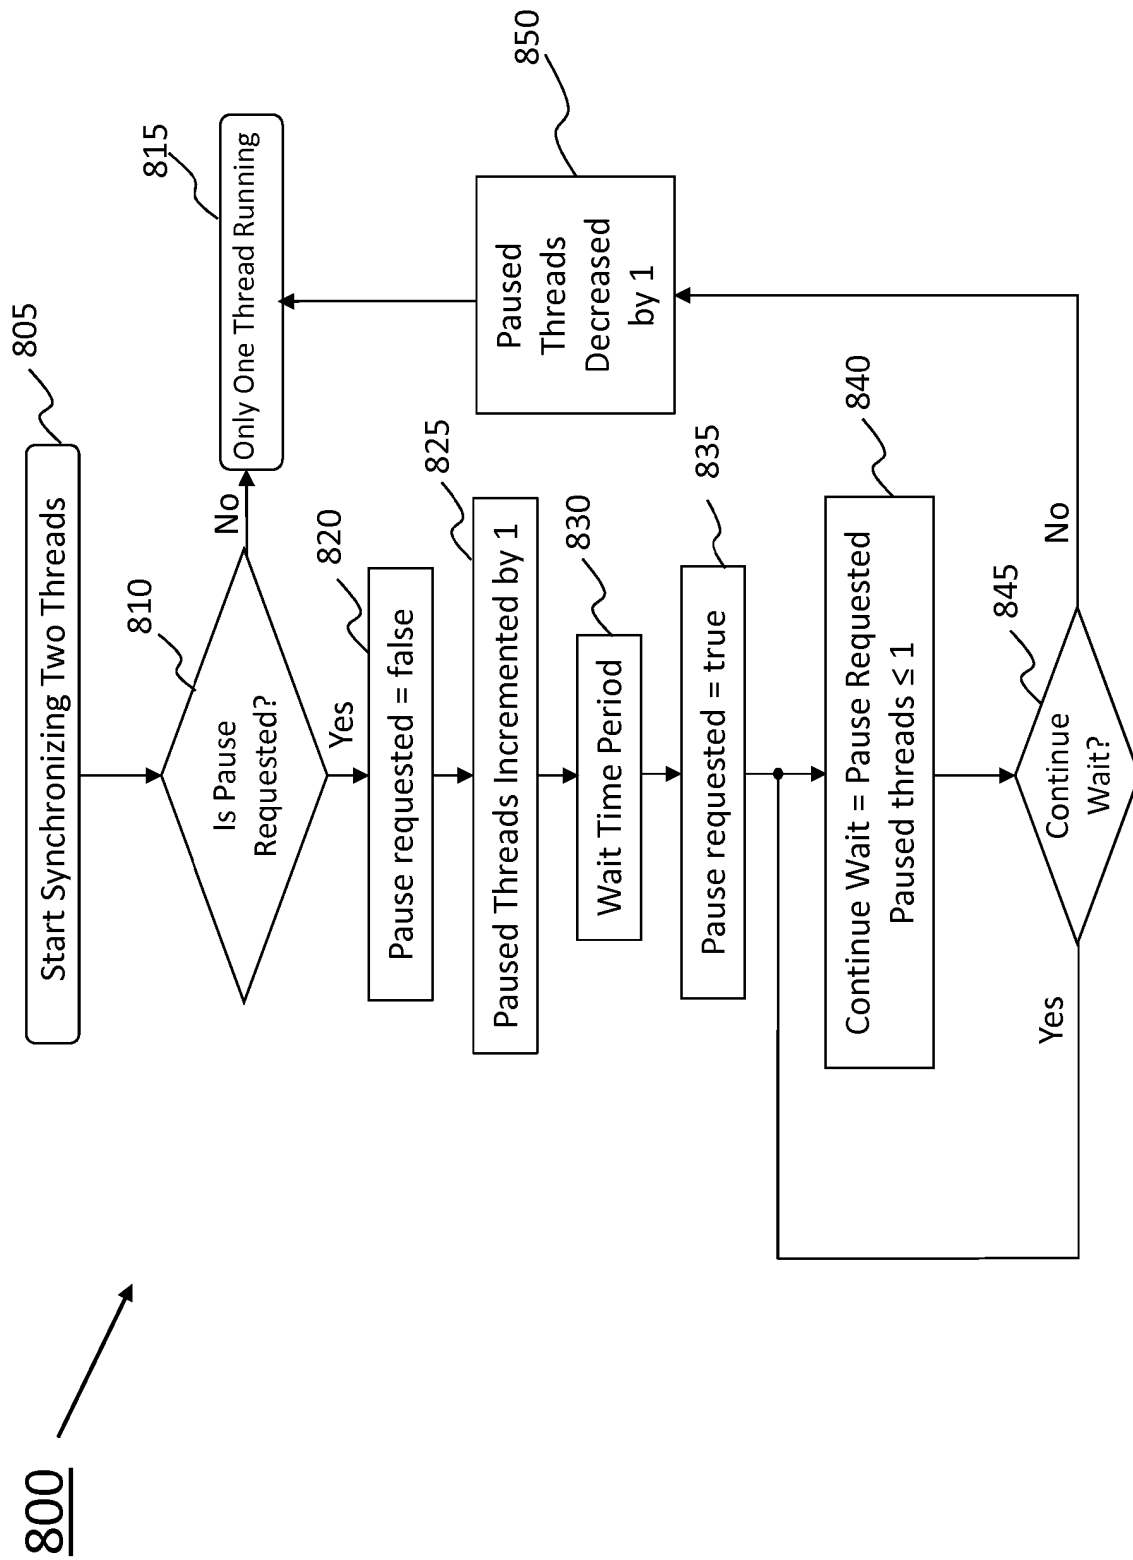 800
Start Synchronizing Two Threads
805
Is Pause
Requested?
810
No
Only One Thread Running
815
Yes
Pause requested = false
820
Paused Threads Incremented by 1
825
Wait Time Period
830
Pause requested = true
835
Continue Wait = Pause Requested
Paused threads ≤ 1
840
Continue
Wait?
845
Yes
No
Paused
Threads
Decreased
by 1
850